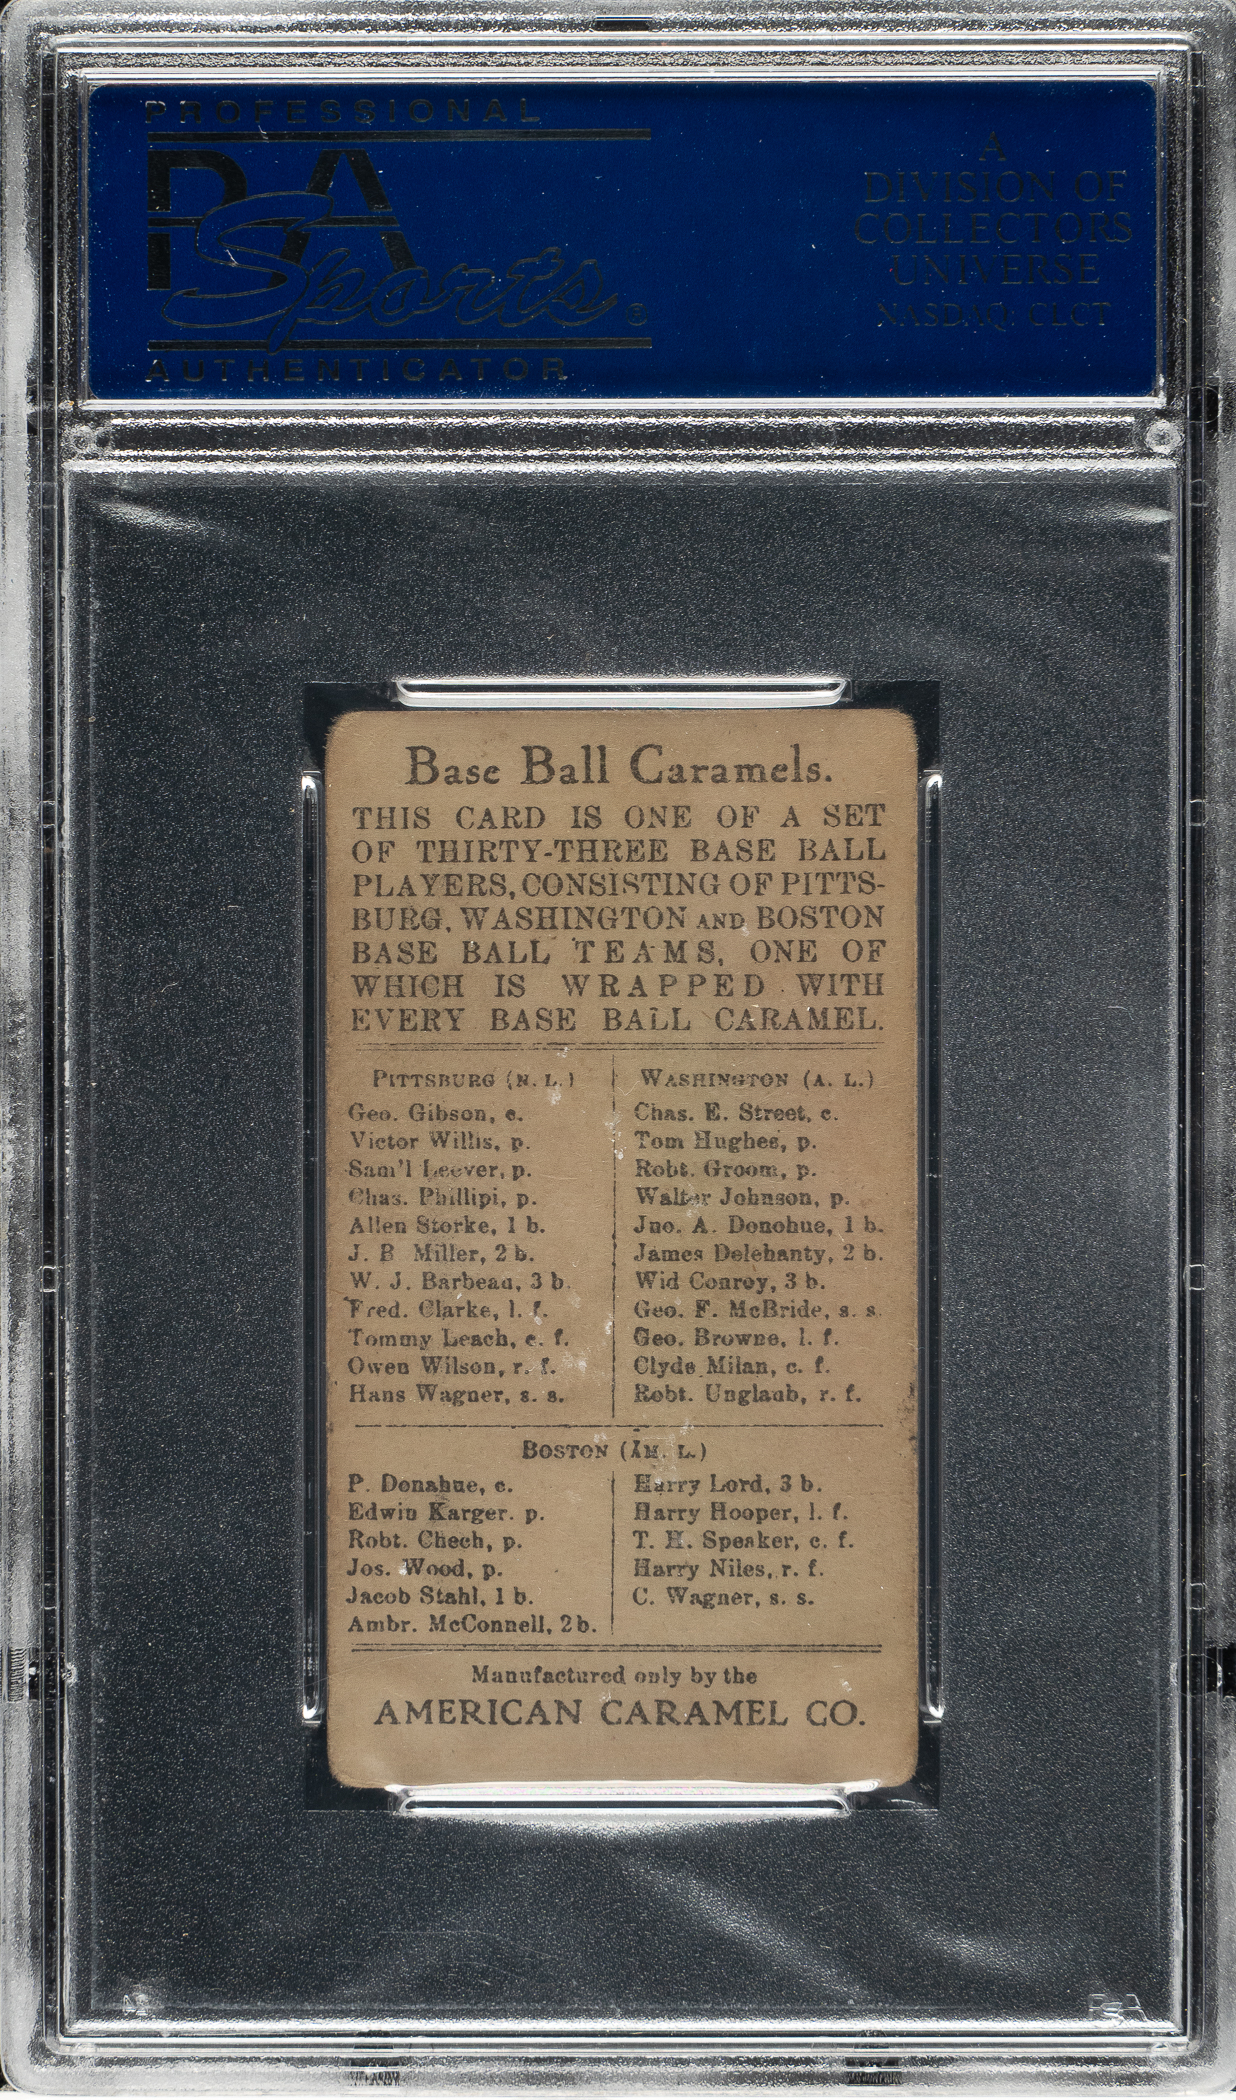 PROFESSIONAL
PSA
Sports®
AUTHENTICATOR
A
DIVISION OF
COLLECTORS
UNIVERSE
NASDAQ: CLCT
Base Ball Caramels.
THIS CARD IS ONE OF A SET
OF THIRTY-THREE BASE BALL
PLAYERS, CONSISTING OF PITTS-
BURG, WASHINGTON AND BOSTON
BASE BALL TEAMS, ONE OF
WHICH IS WRAPPED WITH
EVERY BASE BALL CARAMEL.
PITTSBURG (N. L.)
Geo. Gibson, c.
Victor Willis, p.
Sam'l Leever, p.
Chas. Phillipi, p.
Allen Storke, 1 b.
J. B Miller, 2 b.
W. J. Barbeau, 3 b.
Fred. Clarke, l. f.
Tommy Leach, c. f.
Owen Wilson, r. f.
Hans Wagner, s. s.
WASHINGTON (A. L.)
Chas. E. Street, c.
Tom Hughes, p.
Robt. Groom, p.
Walter Johnson, p.
Jno. A. Donohue, 1 b.
James Delehanty, 2 b.
Wid Conroy, 3 b.
Geo. F. McBride, s. s.
Geo. Browne, l. f.
Clyde Milan, c. f.
Robt. Unglaub, r. f.
BOSTON (AM. L.)
P. Donahue, c.
Edwin Karger. p.
Robt. Chech, p.
Jos. Wood, p.
Jacob Stahl, 1 b.
Ambr. McConnell, 2 b.
Harry Lord, 3 b.
Harry Hooper, l. f.
T. H. Speaker, c. f.
Harry Niles, r. f.
C. Wagner, s. s.
Manufactured only by the
AMERICAN CARAMEL CO.
PSA